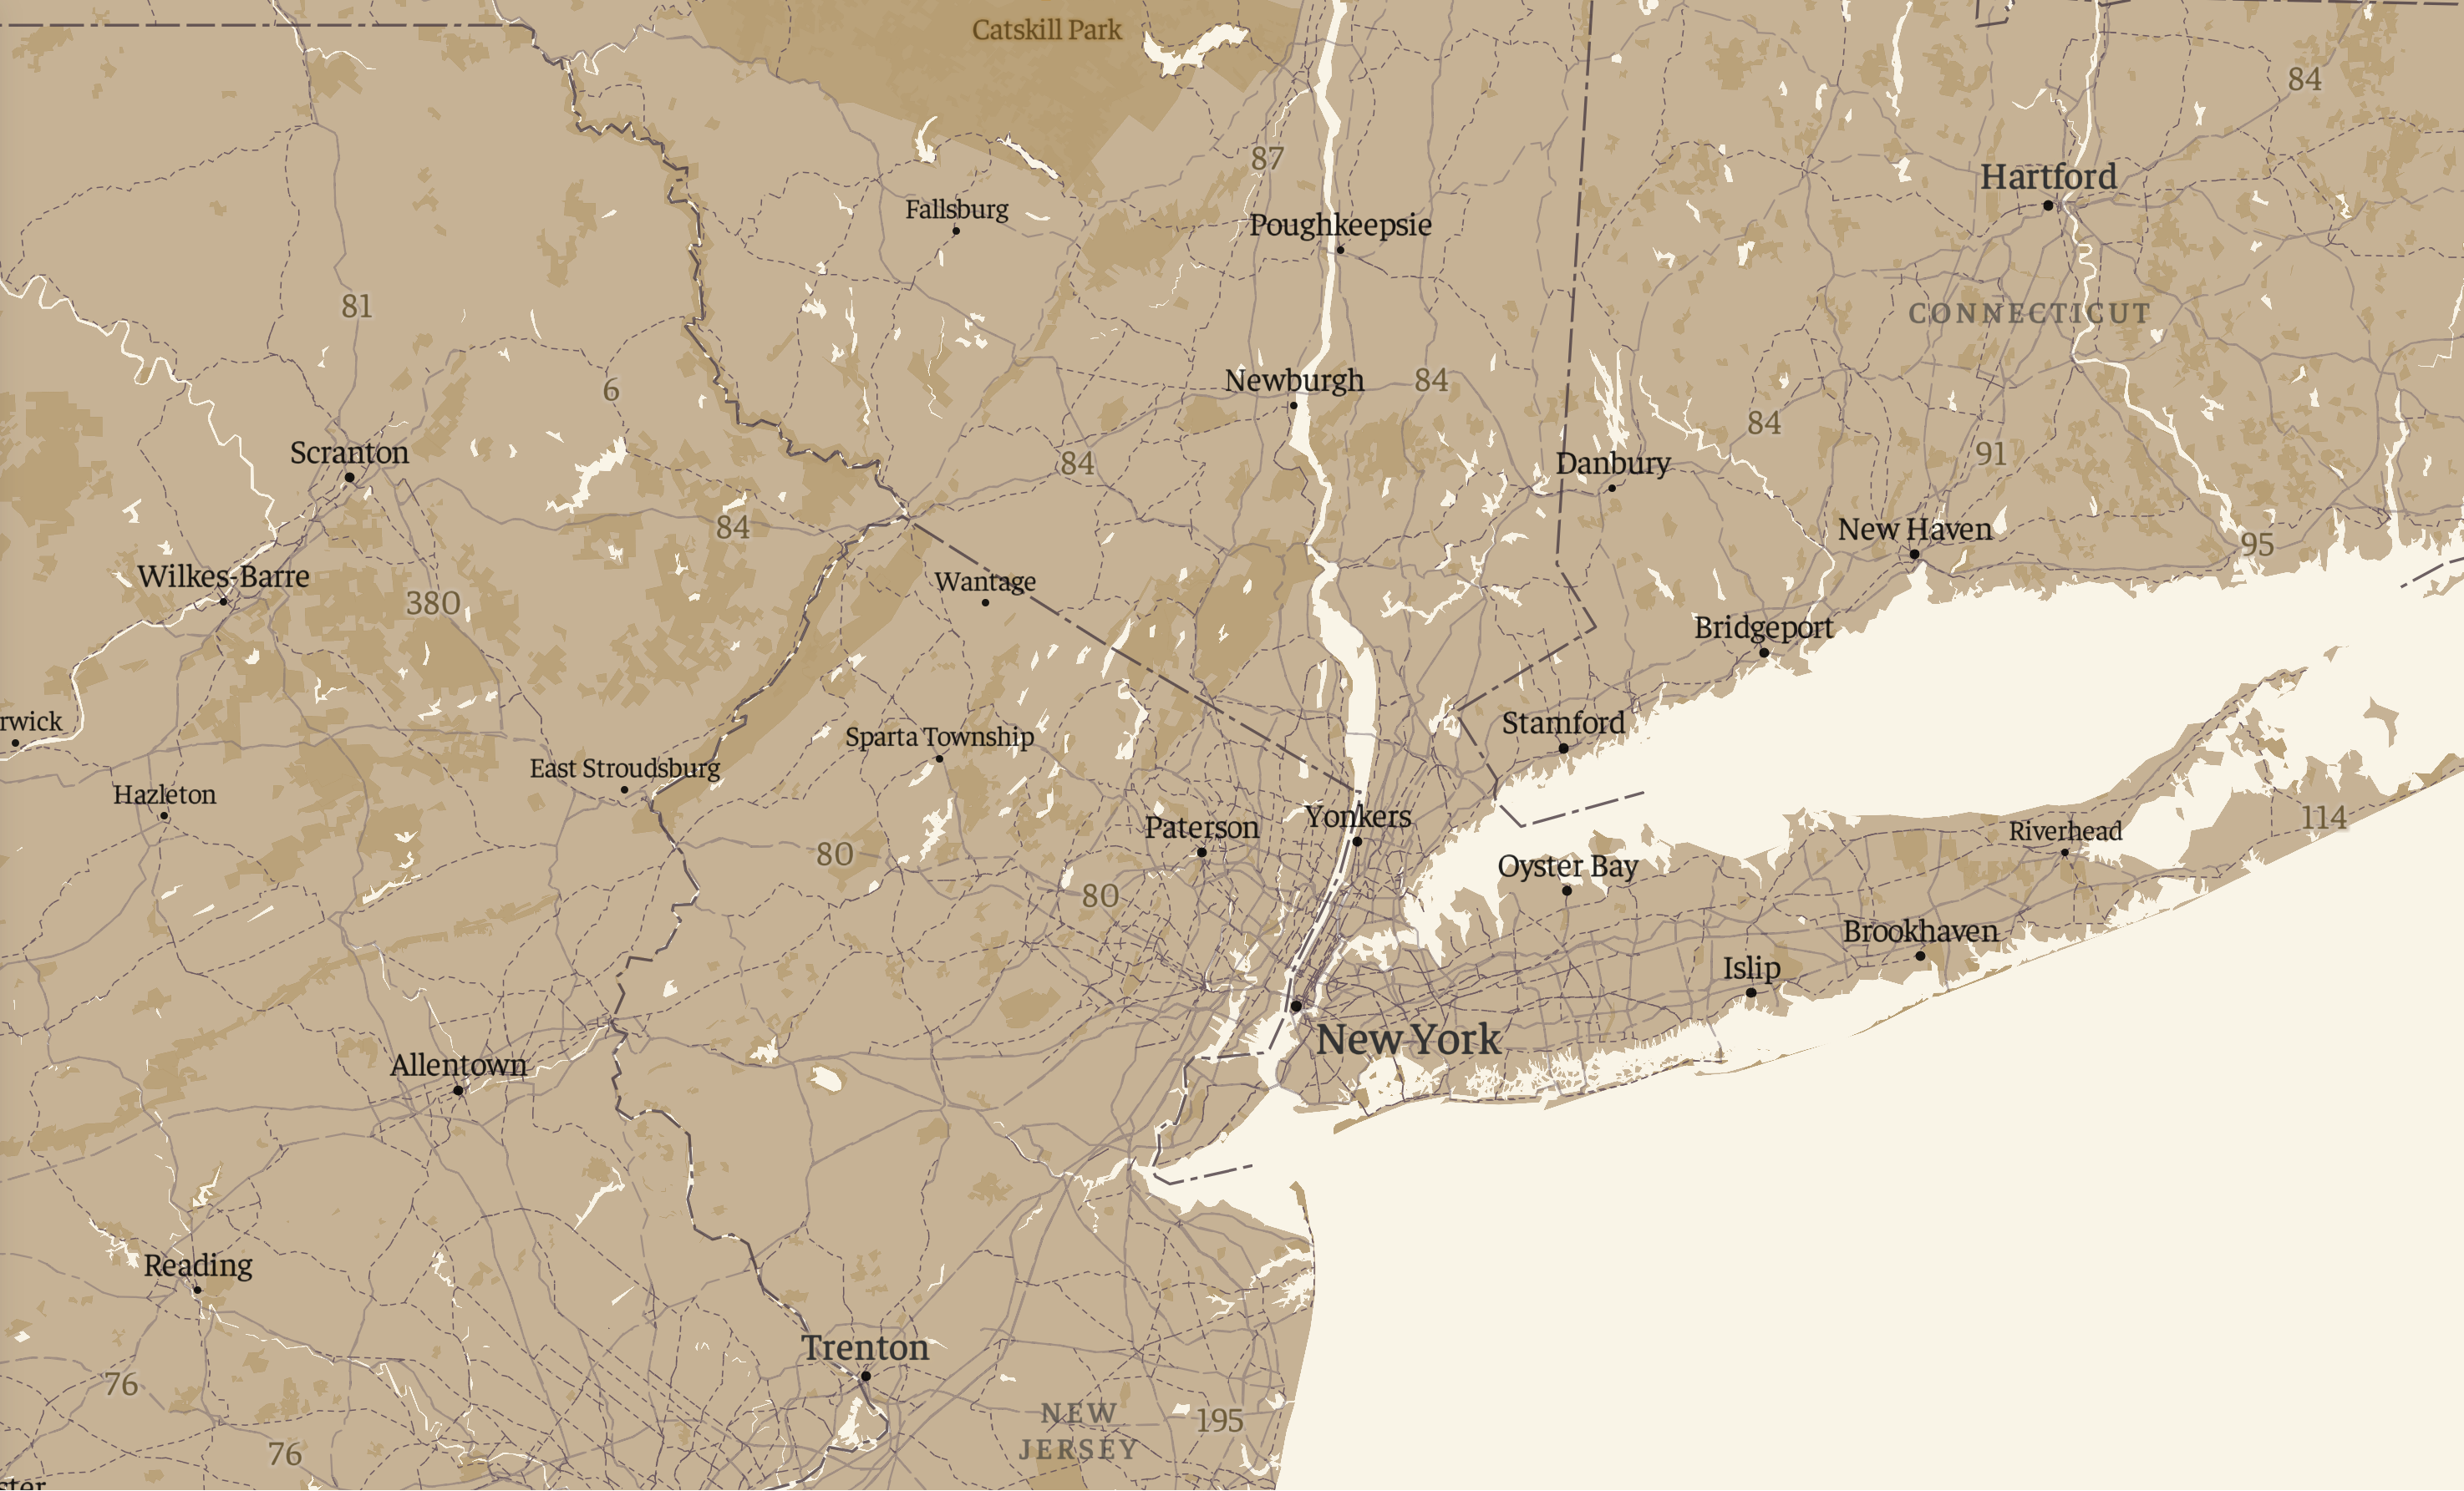 Catskill Park
84
87
Hartford
Fallsburg
Poughkeepsie
81
CONNECTICUT
6
Newburgh
84
84
Scranton
84
Danbury
91
84
New Haven
95
Wilkes-Barre
Wantage
380
Bridgeport
rwick
Sparta Township
Stamford
East Stroudsburg
Hazleton
Paterson
Yonkers
114
Riverhead
80
Oyster Bay
80
Brookhaven
Islip
New York
Allentown
Reading
Trenton
76
NEW
JERSEY
195
76